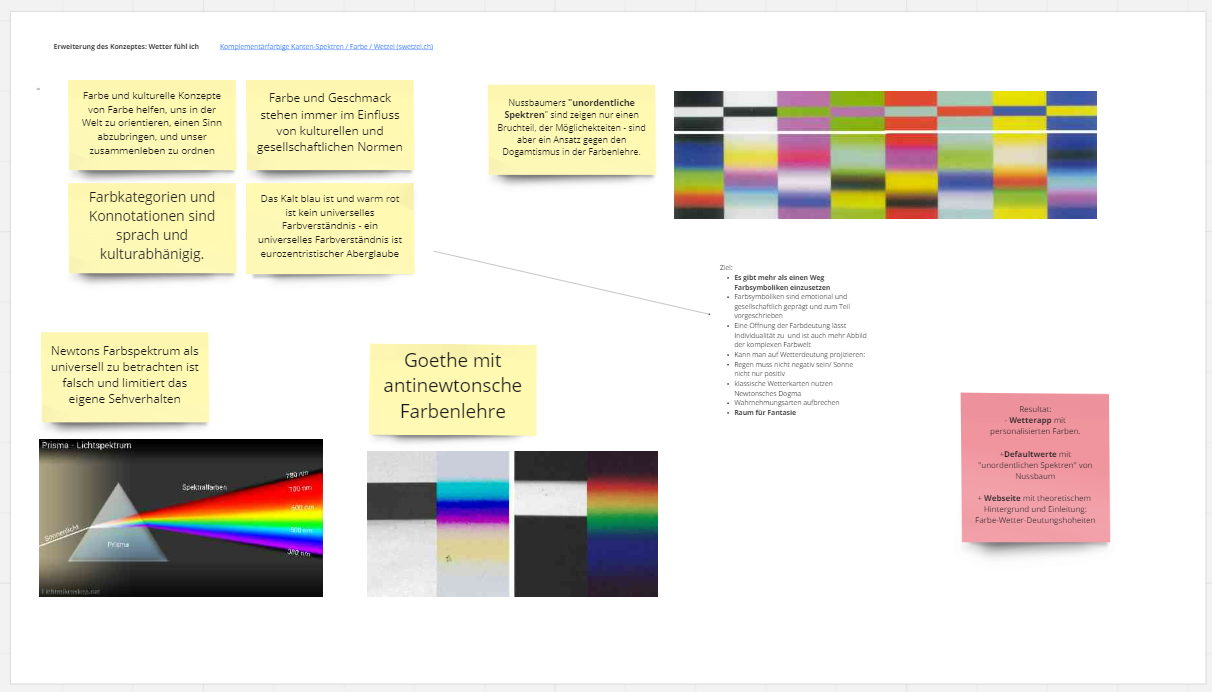 Erweiterung des Konzeptes: Wetter fühl ich
Komplementärfarbige Kanten-Spektren / Farbe / Wetzel (swetzel.ch)
Farbe und kulturelle Konzepte
von Farbe helfen, uns in der
Welt zu orientieren, einen Sinn
abzubringen, und unser
zusammenleben zu ordnen
Farbe und Geschmack
stehen immer im Einfluss
von kulturellen und
gesellschaftlichen Normen
Nussbaumers "unordentliche
Spektren" sind zeigen nur einen
Bruchteil, der Möglichekteiten - sind
aber ein Ansatz gegen den
Dogamtismus in der Farbenlehre.
Farbkategorien und
Konnotationen sind
sprach und
kulturabhänigig.
Das Kalt blau ist und warm rot
ist kein universelles
Farbverständnis - ein
universelles Farbverständnis ist
eurozentristischer Aberglaube
Ziel:
• Es gibt mehr als einen Weg
Farbsymboliken einzusetzen
• Farbsymboliken sind emotional und
gesellschaftlich geprägt und zum Teil
vorgeschrieben
• Eine Öffnung der Farbdeutung lässt
Individualität zu und ist auch mehr Abbild
der komplexen Farbwelt
• Kann man auf Wetterdeutung projizieren:
• Regen muss nicht negativ sein/ Sonne
nicht nur positiv
• klassische Wetterkarten nutzen
Newtonsches Dogma
• Wahrnehmungsarten aufbrechen
• Raum für Fantasie
Newtons Farbspektrum als
universell zu betrachten ist
falsch und limitiert das
eigene Sehverhalten
Goethe mit
antinewtonsche
Farbenlehre
Resultat:
- Wetterapp mit
personalisierten Farben.
+Defaultwerte mit
"unordentlichen Spektren" von
Nussbaum
+ Webseite mit theoretischem
Hintergrund und Einleitung:
Farbe-Wetter-Deutungshoheiten
Prisma - Lichtspektrum
780 nm
Spektralfarben
700 nm
600 nm
500 nm
380 nm
Sonnenlicht
Prisma
Lichtmikroskop.net